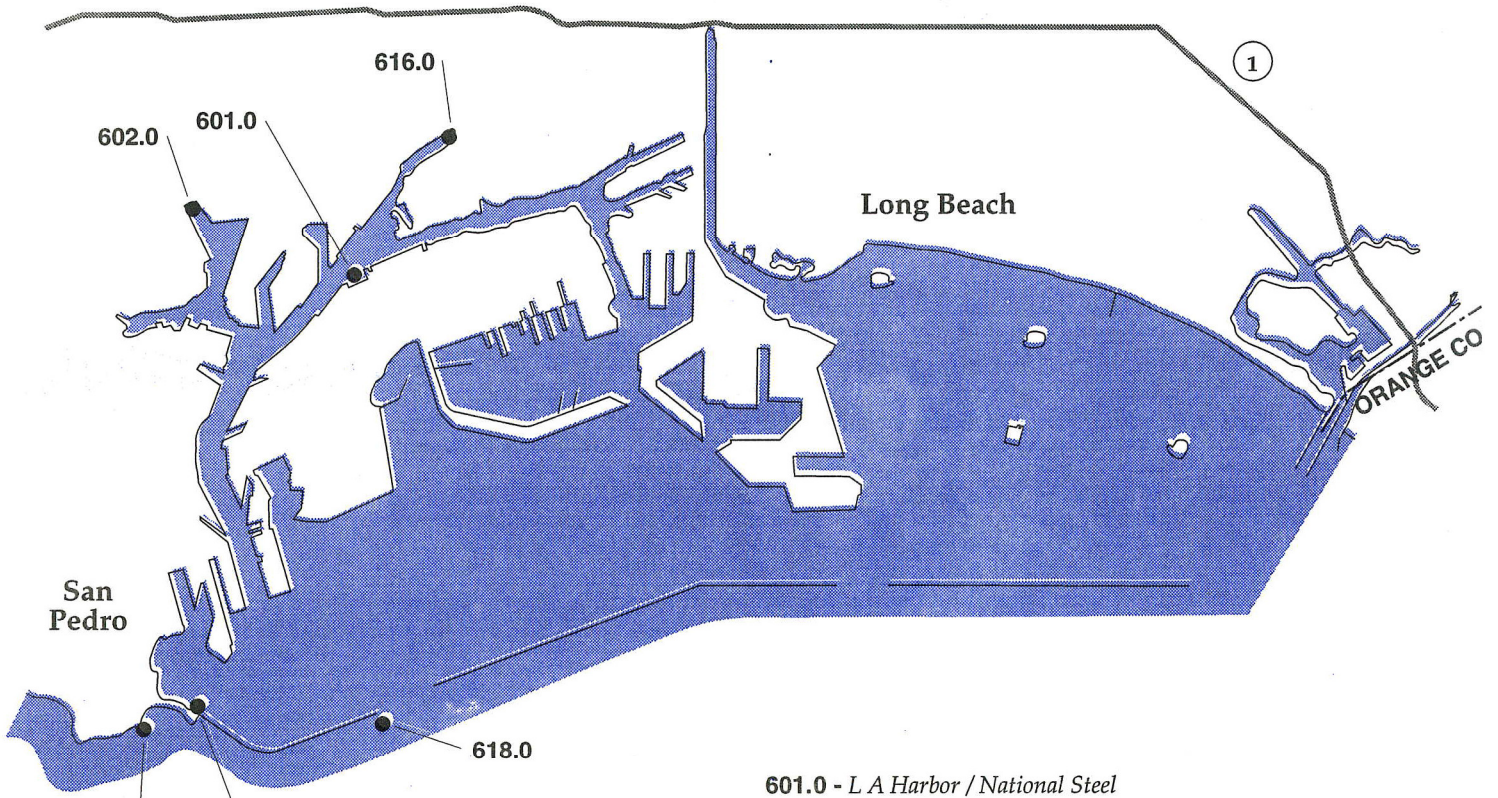 1
616.0
601.0
602.0
Long Beach
ORANGE CO
San
Pedro
618.0
601.0 - L A Harbor / National Steel